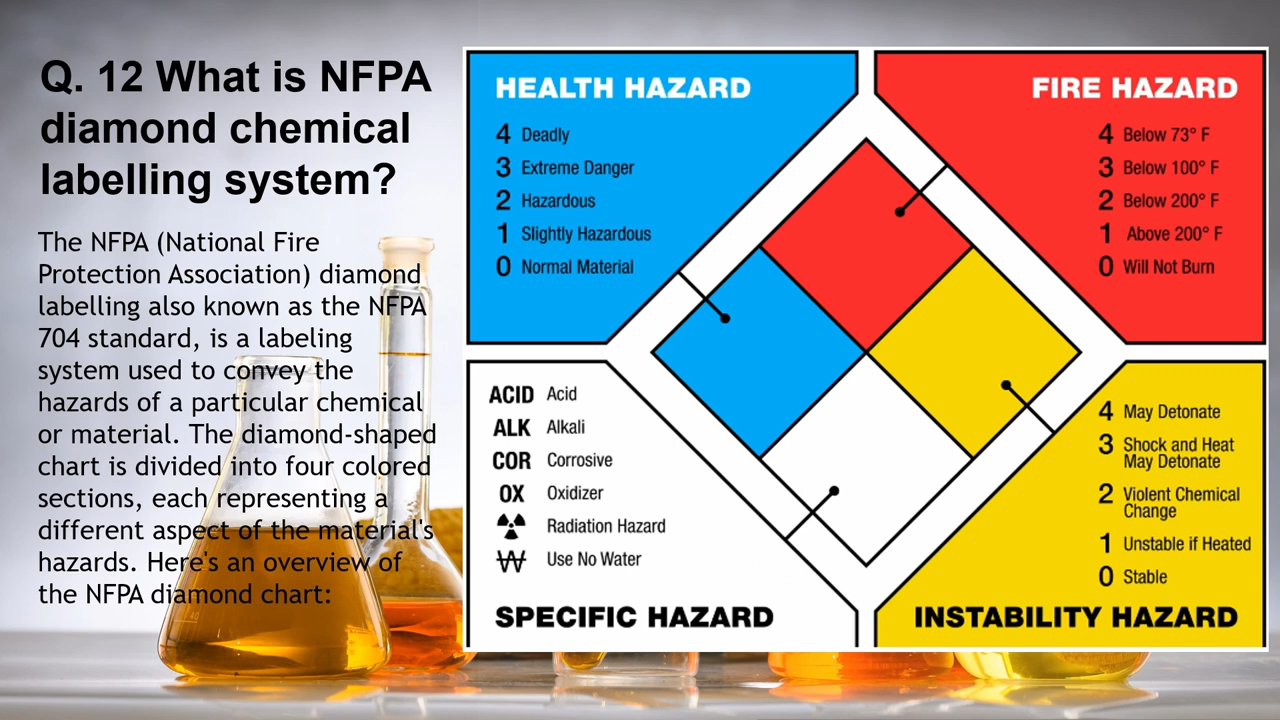 Q. 12 What is NFPA
diamond chemical
labelling system?
The NFPA (National Fire
Protection Association) diamond
labelling also known as the NFPA
704 standard, is a labeling
system used to convey the
hazards of a particular chemical
or material. The diamond-shaped
chart is divided into four colored
sections, each representing a
different aspect of the material's
hazards. Here's an overview of
the NFPA diamond chart:
HEALTH HAZARD
4 Deadly
3 Extreme Danger
2 Hazardous
1 Slightly Hazardous
0 Normal Material
FIRE HAZARD
4 Below 73° F
3 Below 100° F
2 Below 200° F
1 Above 200° F
0 Will Not Burn
ACID Acid
ALK Alkali
COR Corrosive
OX Oxidizer
Radiation Hazard
W Use No Water
SPECIFIC HAZARD
4 May Detonate
3 Shock and Heat
May Detonate
2 Violent Chemical
Change
1 Unstable if Heated
0 Stable
INSTABILITY HAZARD
40